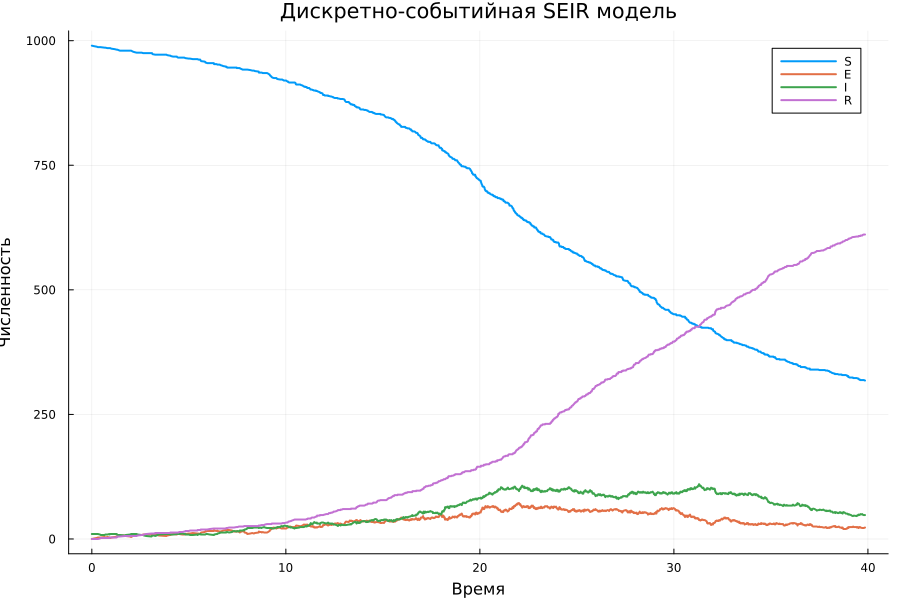 Дискретно-событийная SEIR модель
1000
750
500
250
0
Численность
0
10
20
30
40
Время
S
E
I
R